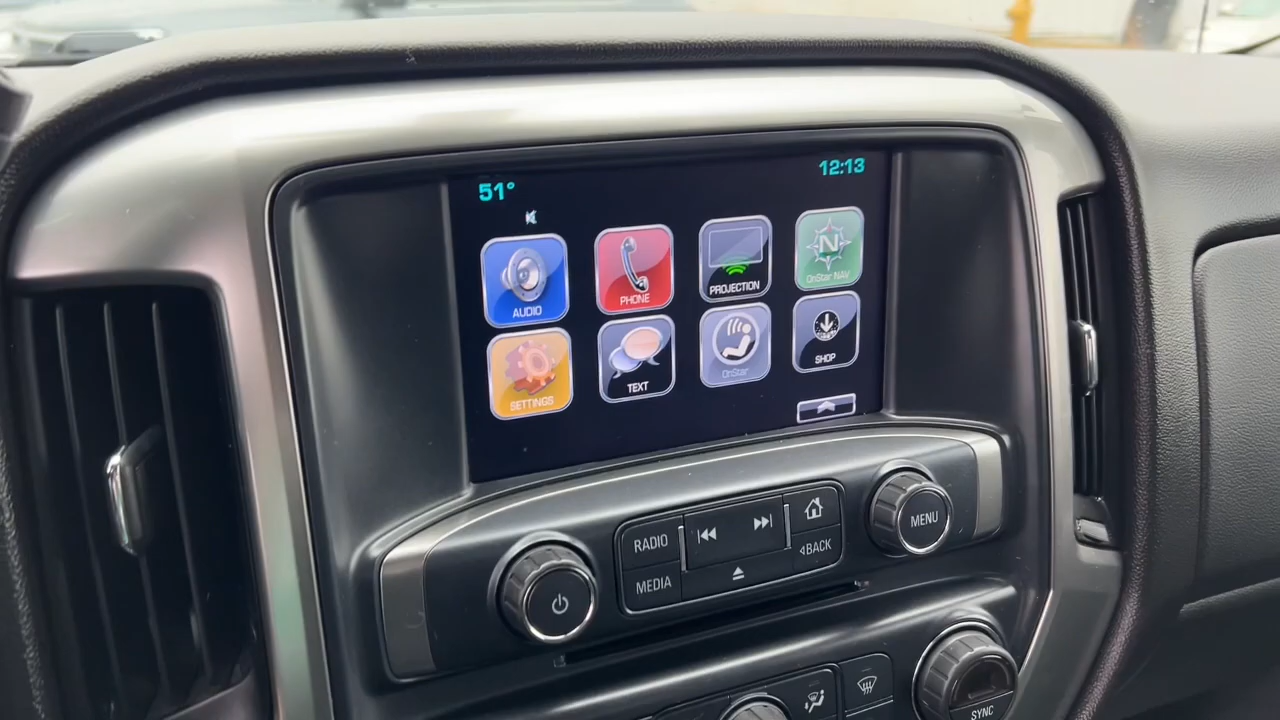 51°
12:13
AUDIO
PHONE
PROJECTION
N
OnStar NAV
SETTINGS
TEXT
OnStar
SHOP
RADIO
MEDIA
BACK
MENU
SYNC